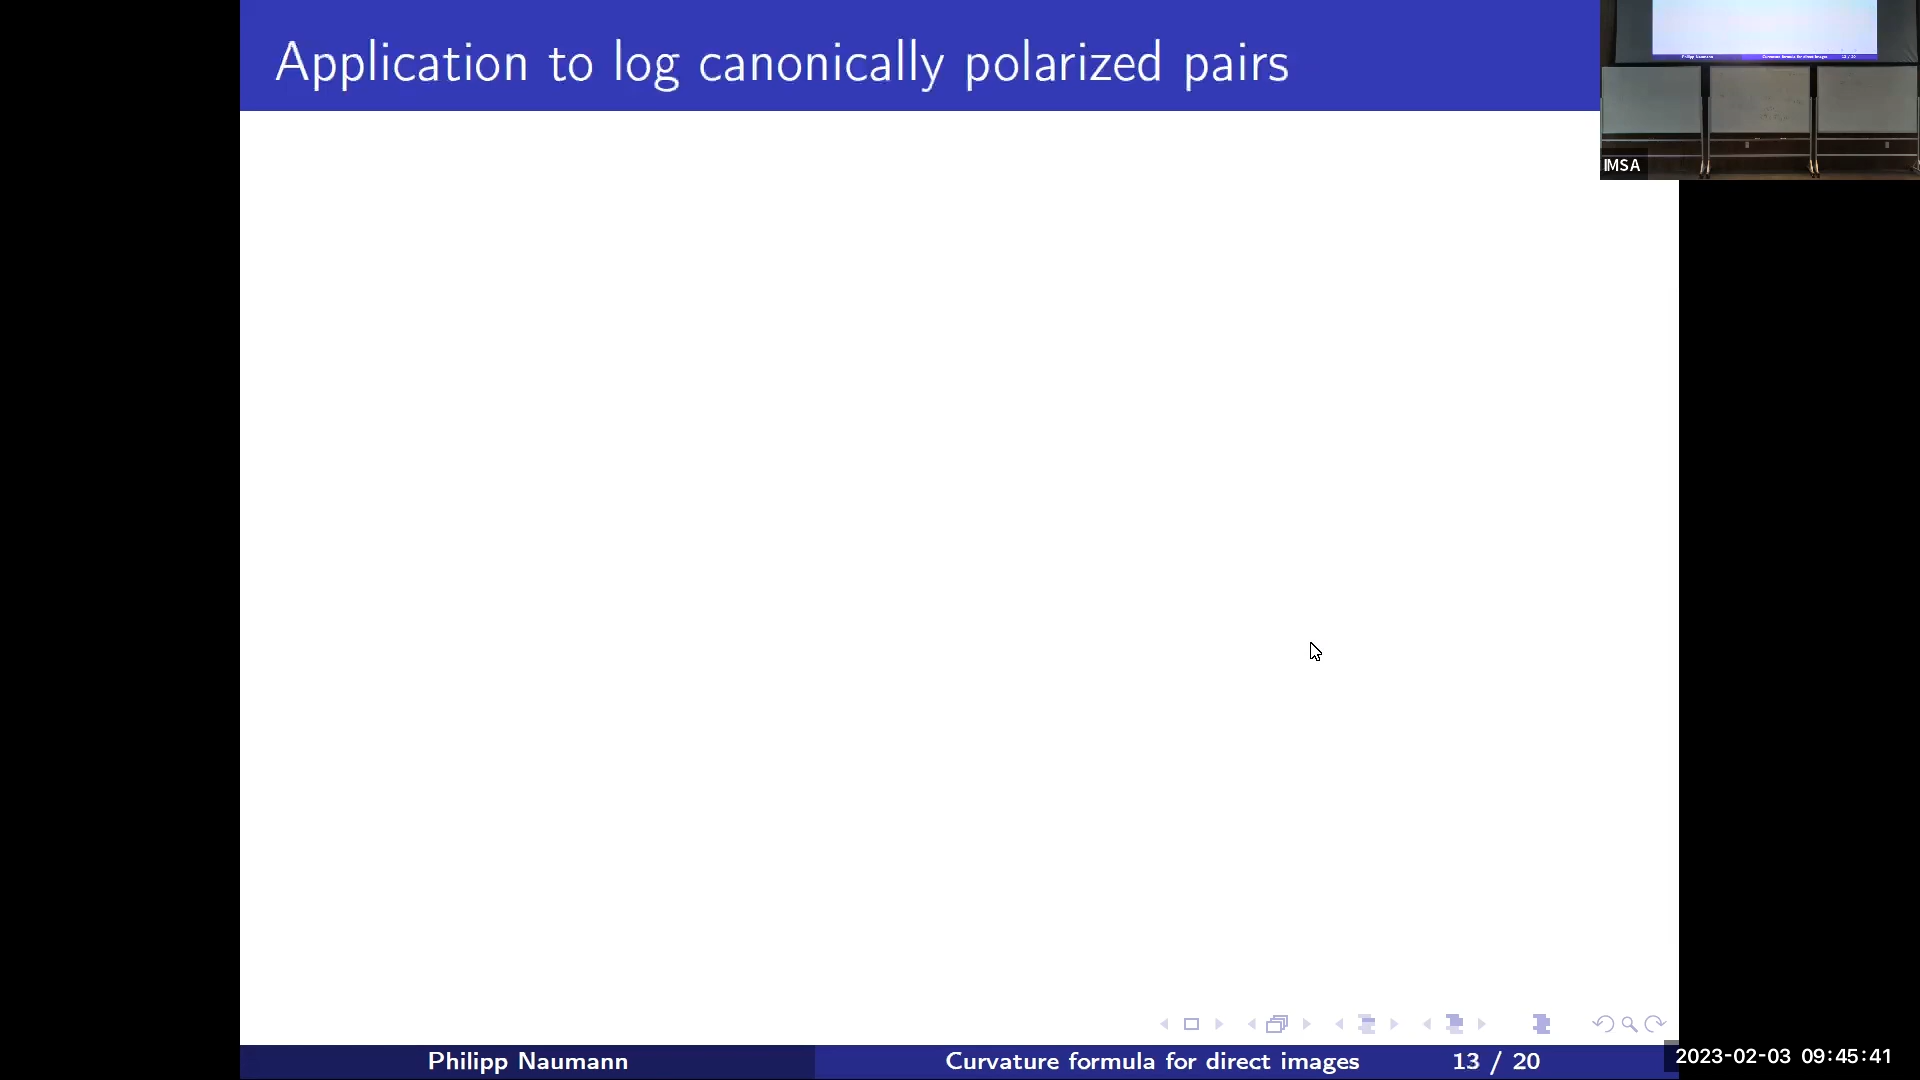 Application to log canonically polarized pairs
IMSA
Philipp Naumann
Curvature formula for direct images
13 / 20
2023-02-03 09:45:41